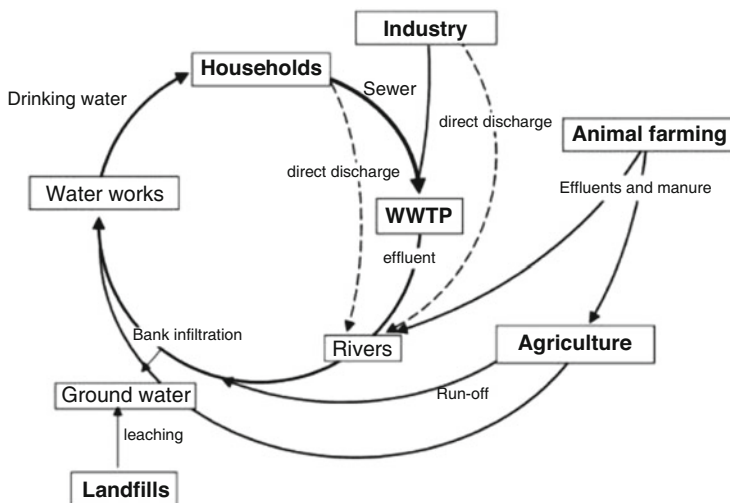 Industry
Households
Sewer
Drinking water
direct discharge
Animal farming
direct discharge
Effluents and manure
Water works
WWTP
effluent
Bank infiltration
Rivers
Agriculture
Run-off
Ground water
leaching
Landfills